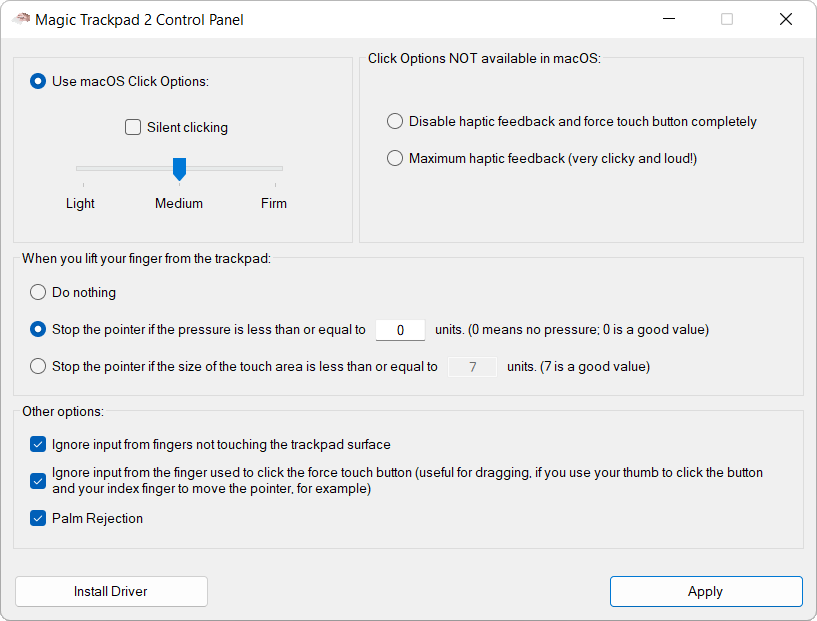 Magic Trackpad 2 Control Panel
Use macOS Click Options:
Silent clicking
Light Medium Firm
Click Options NOT available in macOS:
Disable haptic feedback and force touch button completely
Maximum haptic feedback (very clicky and loud!)
When you lift your finger from the trackpad:
Do nothing
Stop the pointer if the pressure is less than or equal to 0 units. (0 means no pressure; 0 is a good value)
Stop the pointer if the size of the touch area is less than or equal to 7 units. (7 is a good value)
Other options:
Ignore input from fingers not touching the trackpad surface
Ignore input from the finger used to click the force touch button (useful for dragging, if you use your thumb to click the button
and your index finger to move the pointer, for example)
Palm Rejection
Install Driver Apply